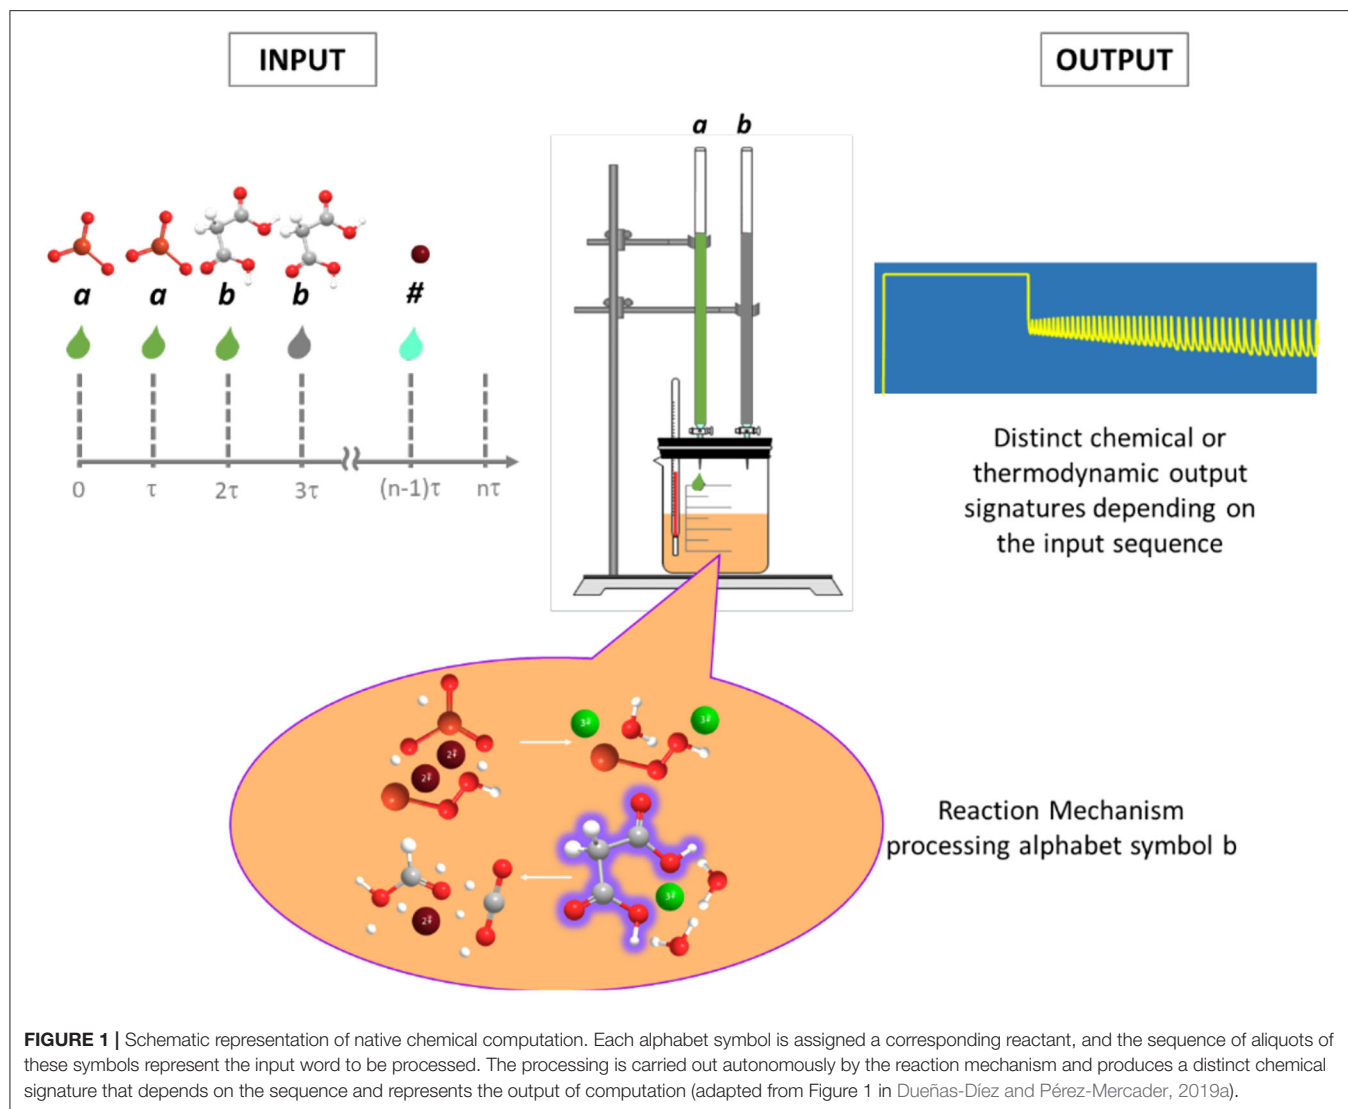 INPUT
OUTPUT
a b
a a b b #
0 τ 2τ 3τ (n-1)τ nτ
Distinct chemical or
thermodynamic output
signatures depending on
the input sequence
Reaction Mechanism
processing alphabet symbol b
FIGURE 1 | Schematic representation of native chemical computation. Each alphabet symbol is assigned a corresponding reactant, and the sequence of aliquots of
these symbols represent the input word to be processed. The processing is carried out autonomously by the reaction mechanism and produces a distinct chemical
signature that depends on the sequence and represents the output of computation (adapted from Figure 1 in Dueñas-Díez and Pérez-Mercader, 2019a).